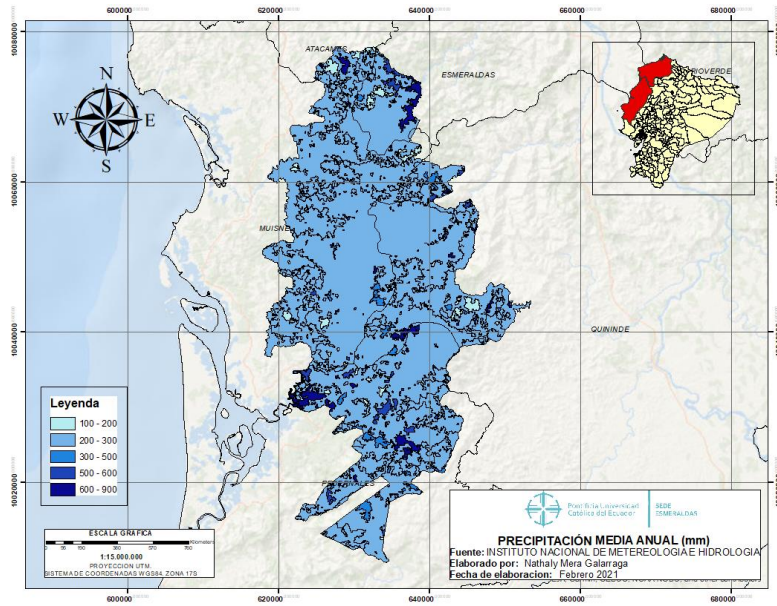 600000 620000 640000 680000
10080000
ATACAMES
ESMERALDAS
RIOVERDE
N
W E
S
10060000
MUISNE
10040000
QUININDE
Leyenda
100 - 200
200 - 300
300 - 500
500 - 600
600 - 900
10020000
PEDERNALES
ESCALA GRAFICA
1:15.000.000
PROYECCION UTM.
SISTEMA DE COORDENADAS WGS84 ZONA 17S
Pontificia Universidad
Católica del Ecuador
SEDE
ESMERALDAS
PRECIPITACIÓN MEDIA ANUAL (mm)
Fuente: INSTITUTO NACIONAL DE METEREOLOGIA E HIDROLOGIA
Elaborado por: Nathaly Mera Galarraga
Fecha de elaboracion: Febrero 2021
600000 620000 640000 680000